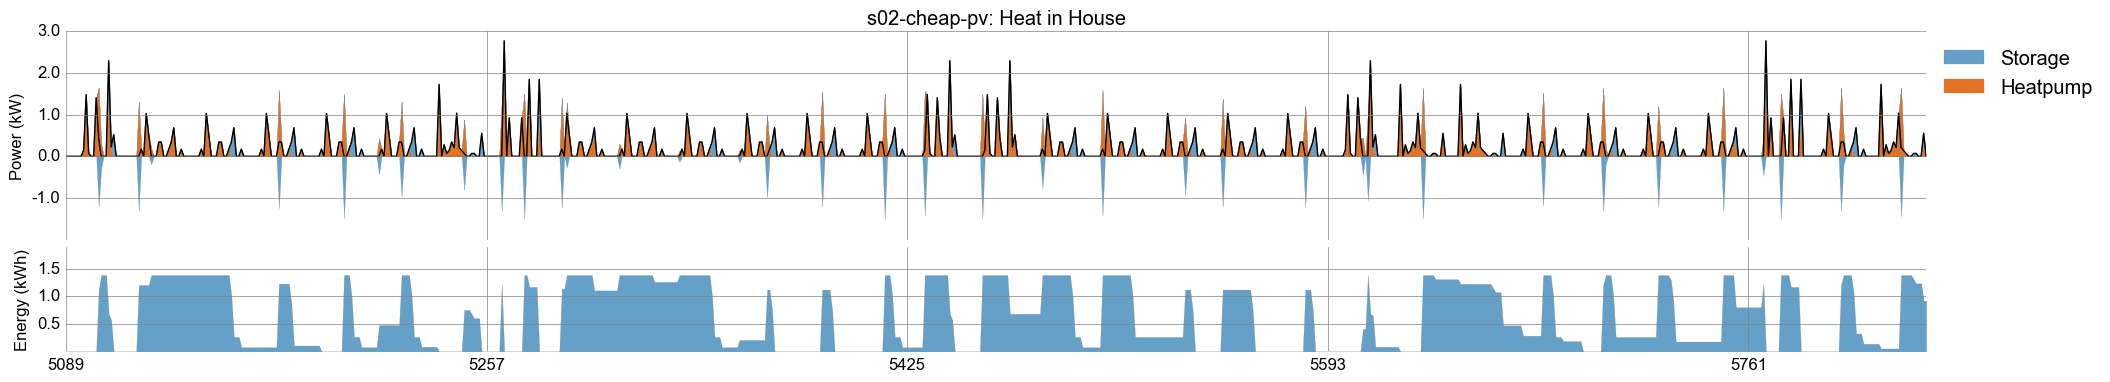 s02-cheap-pv: Heat in House
Power (kW)
3.0
2.0
1.0
0.0
-1.0
Storage
Heatpump
Energy (kWh)
1.5
1.0
0.5
5089
5257
5425
5593
5761